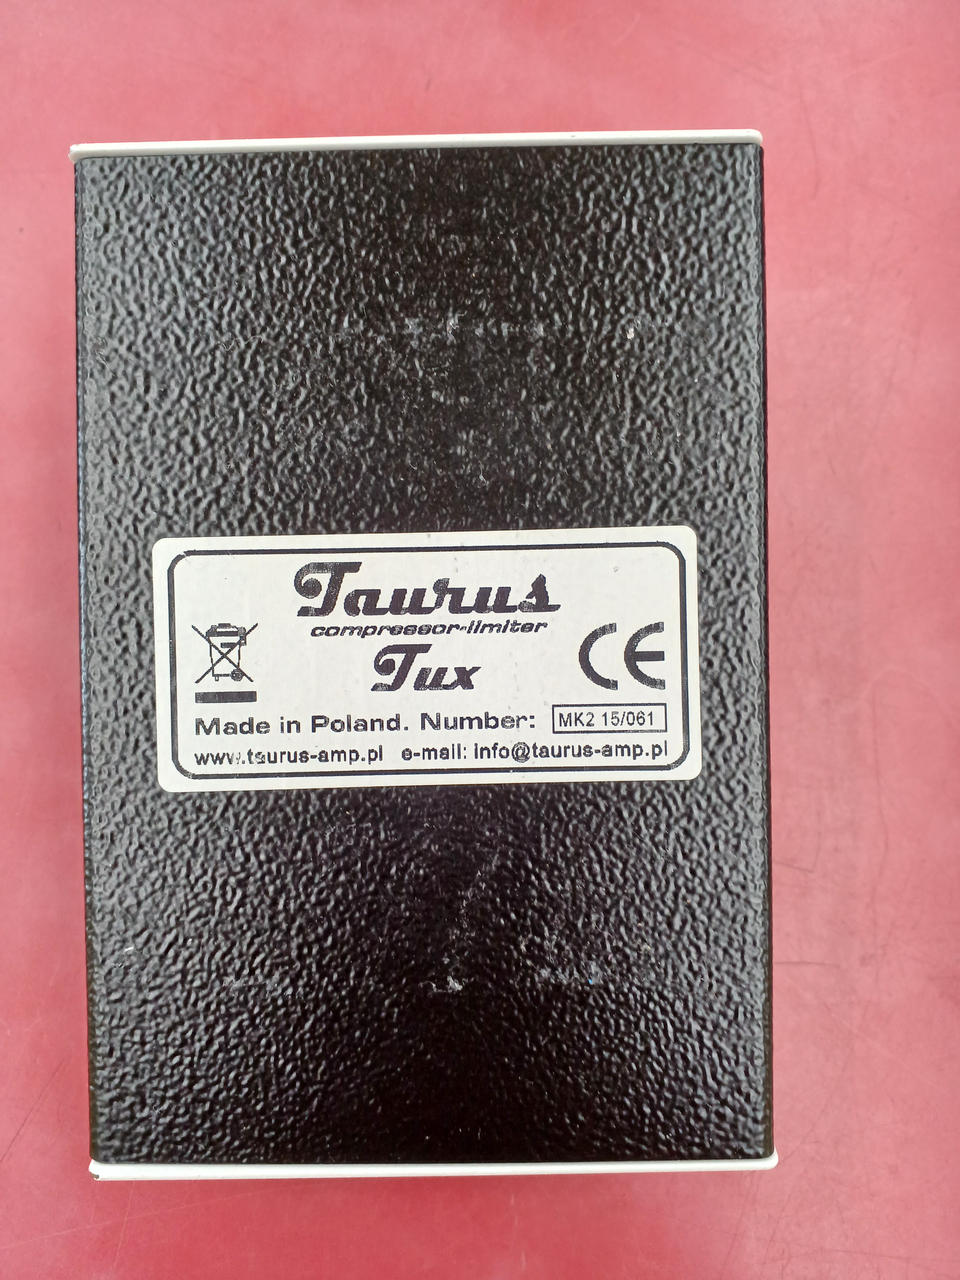 Taurus
compressor-limiter
Tux
CE
Made in Poland. Number: MK2 15/061
www.taurus-amp.pl e-mail: info@taurus-amp.pl